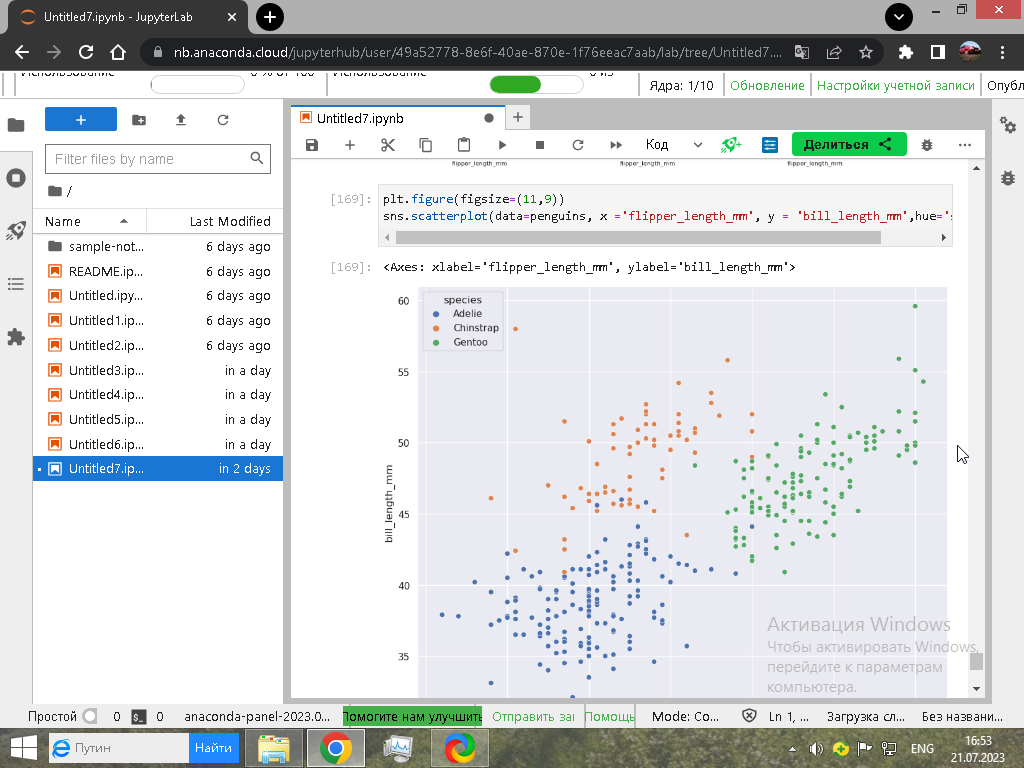 Untitled7.ipynb - JupyterLab
nb.anaconda.cloud/jupyterhub/user/49a52778-8e6f-40ae-870e-1f76eeac7aab/lab/tree/Untitled7....
Использование
0 % от 100
Использование
0 из
Ядра: 1/10
Обновление
Настройки учетной записи
Опубл
Untitled7.ipynb
Код
Делиться
Filter files by name
/
Name
Last Modified
sample-not...
6 days ago
README.ip...
6 days ago
Untitled.ipy...
6 days ago
Untitled1.ip...
6 days ago
Untitled2.ip...
6 days ago
Untitled3.ip...
in a day
Untitled4.ip...
in a day
Untitled5.ip...
in a day
Untitled6.ip...
in a day
Untitled7.ip...
in 2 days
flipper_length_mm
flipper_length_mm
flipper_length_mm
[169]:
plt.figure(figsize=(11,9))
sns.scatterplot(data=penguins, x ='flipper_length_mm', y = 'bill_length_mm',hue='s
[169]:
<Axes: xlabel='flipper_length_mm', ylabel='bill_length_mm'>
species
Adelie
Chinstrap
Gentoo
60
55
50
45
40
35
bill_length_mm
Активация Windows
Чтобы активировать Windows,
перейдите к параметрам
компьютера.
Простой
0
$_
0
anaconda-panel-2023.0...
Помогите нам улучшить
Отправить заг
Помощь
Mode: Co...
Ln 1, ...
Загрузка сл...
Без названи...
Путин
Найти
ENG
16:53
21.07.2023